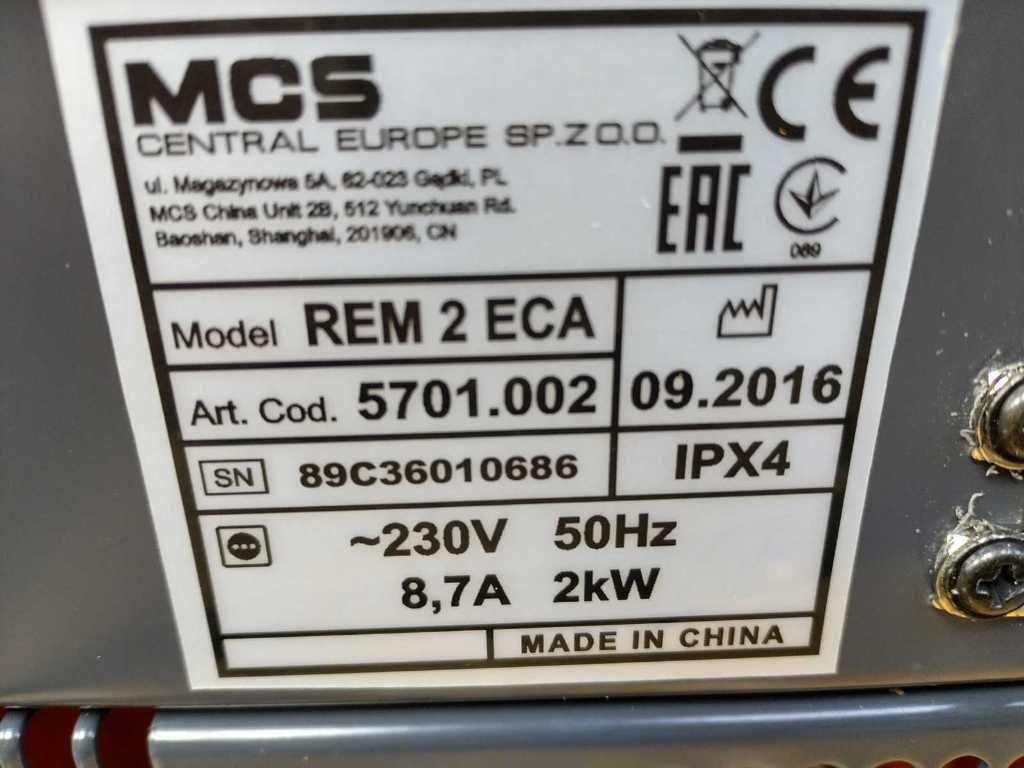 MCS
CENTRAL EUROPE SP.ZO.O.
ul. Magazynowa 5A, 62-023 Gądki, PL
MCS China Unit 2B, 512 Yunchuan Rd.
Baoshan, Shanghai, 201906, CN
CE
EAC
089
Model REM 2 ECA
Art. Cod. 5701.002
09.2016
SN 89C36010686
IPX4
~230V 50Hz
8,7A 2kW
MADE IN CHINA